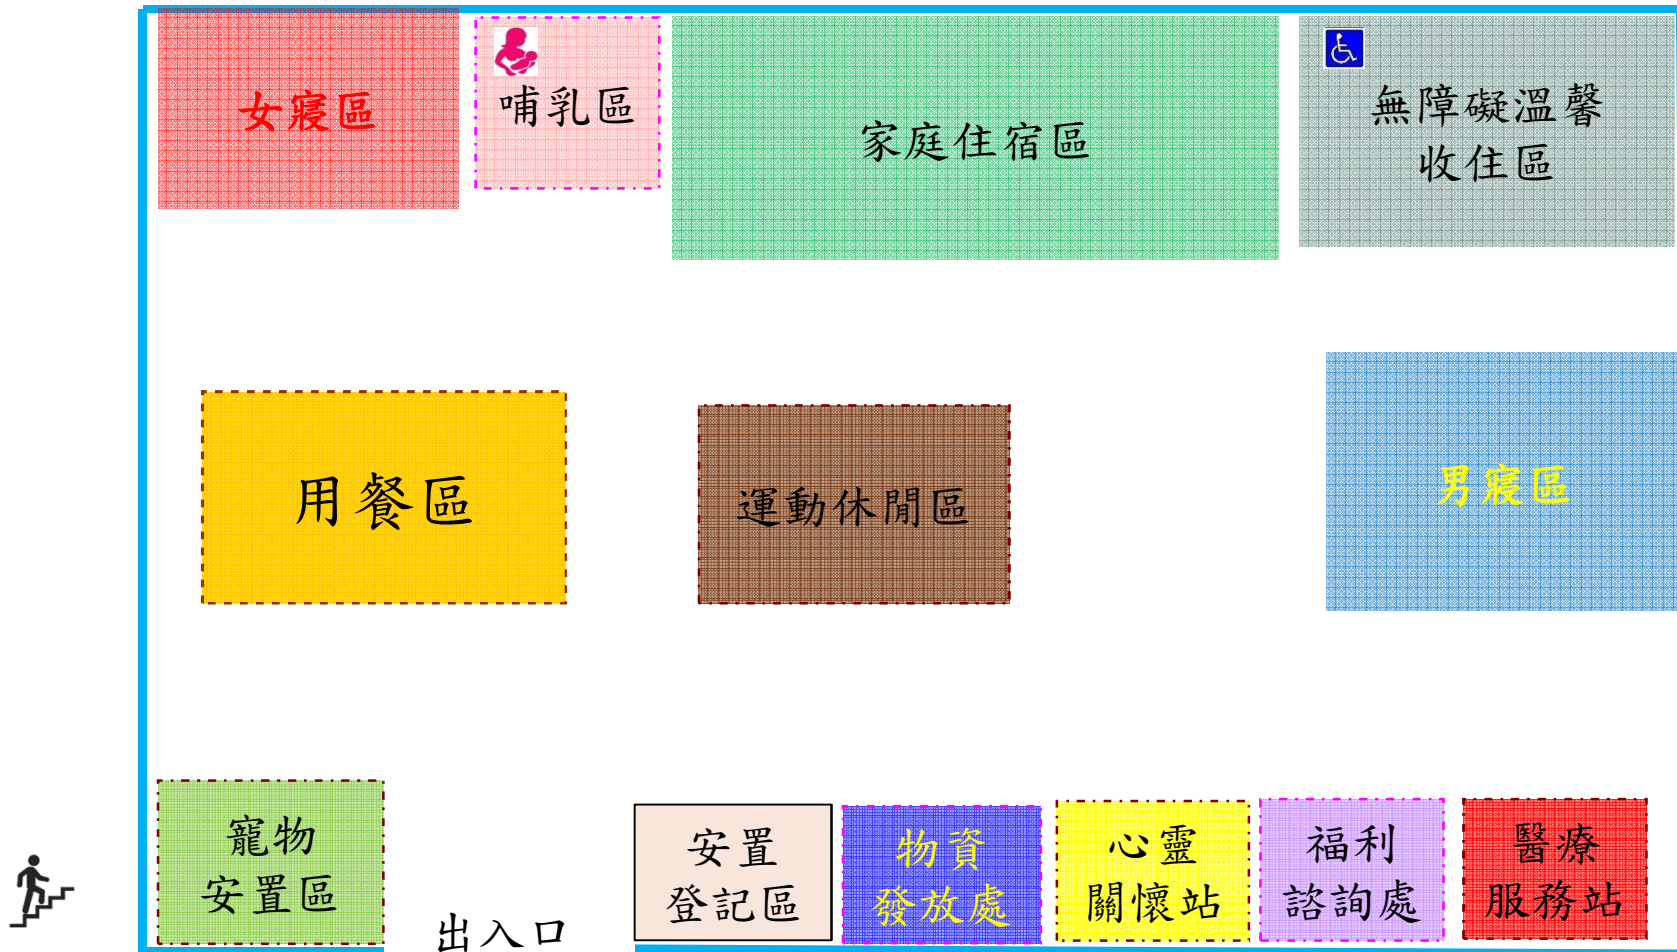 女寢區
哺乳區
家庭住宿區
無障礙溫馨
收住區
用餐區
運動休閒區
男寢區
寵物
安置區
出入口
安置
登記區
物資
發放處
心靈
關懷站
福利
諮詢處
醫療
服務站